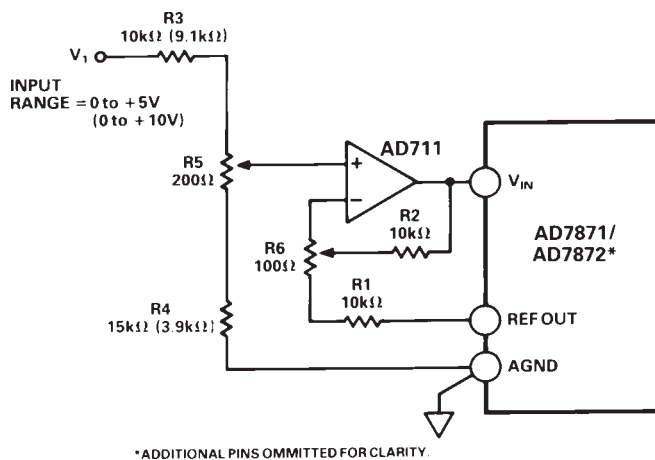 R3
10kΩ (9.1kΩ)
V1
INPUT
RANGE = 0 to +5V
(0 to +10V)
R5
200Ω
AD711
+
−
VIN
R2
10kΩ
R6
100Ω
AD7871/
AD7872*
R1
10kΩ
R4
15kΩ (3.9kΩ)
REF OUT
AGND
*ADDITIONAL PINS OMMITTED FOR CLARITY.